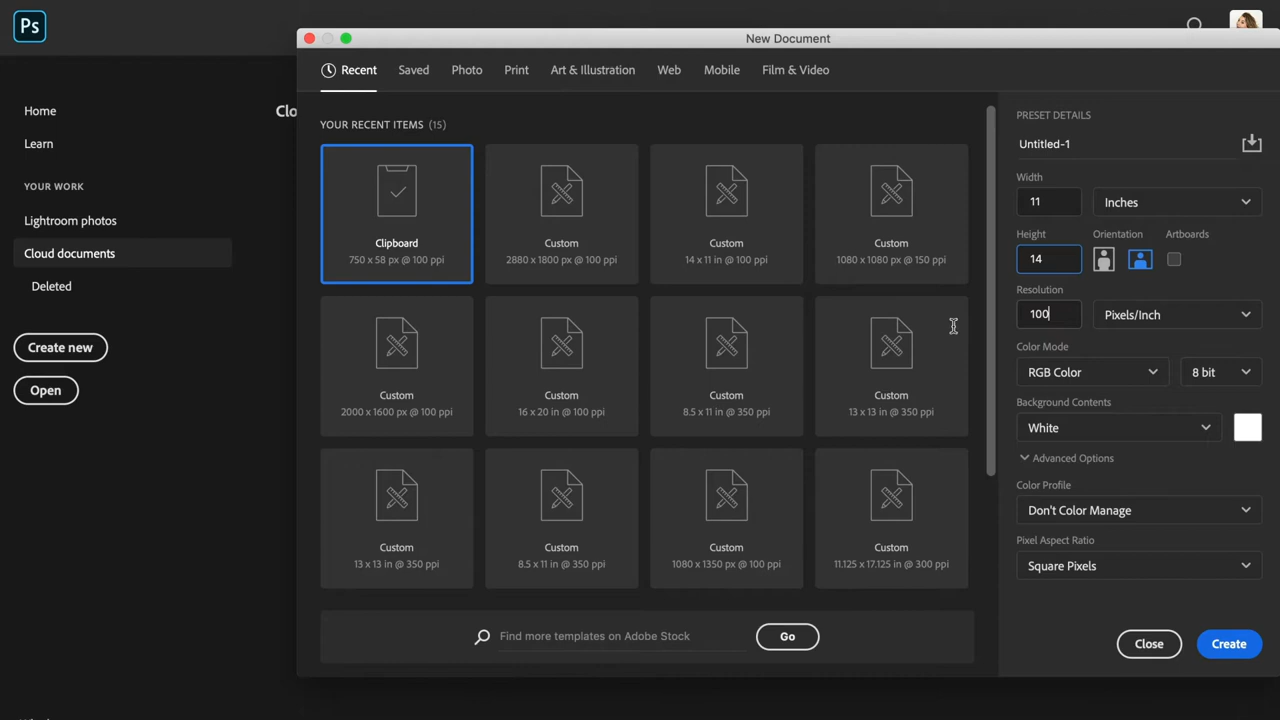 Ps
New Document
Recent
Saved
Photo
Print
Art & Illustration
Web
Mobile
Film & Video
Home
Learn
YOUR WORK
Lightroom photos
Cloud documents
Deleted
Create new
Open
Clo
YOUR RECENT ITEMS (15)
Clipboard
750 x 58 px @ 100 ppi
Custom
2880 x 1800 px @ 100 ppi
Custom
14 x 11 in @ 100 ppi
Custom
1080 x 1080 px @ 150 ppi
Custom
2000 x 1600 px @ 100 ppi
Custom
16 x 20 in @ 100 ppi
Custom
8.5 x 11 in @ 350 ppi
Custom
13 x 13 in @ 350 ppi
Custom
13 x 13 in @ 350 ppi
Custom
8.5 x 11 in @ 350 ppi
Custom
1080 x 1350 px @ 100 ppi
Custom
11.125 x 17.125 in @ 300 ppi
Find more templates on Adobe Stock
Go
PRESET DETAILS
Untitled-1
Width
11
Inches
Height
Orientation
Artboards
14
Resolution
100
Pixels/Inch
Color Mode
RGB Color
8 bit
Background Contents
White
Advanced Options
Color Profile
Don't Color Manage
Pixel Aspect Ratio
Square Pixels
Close
Create